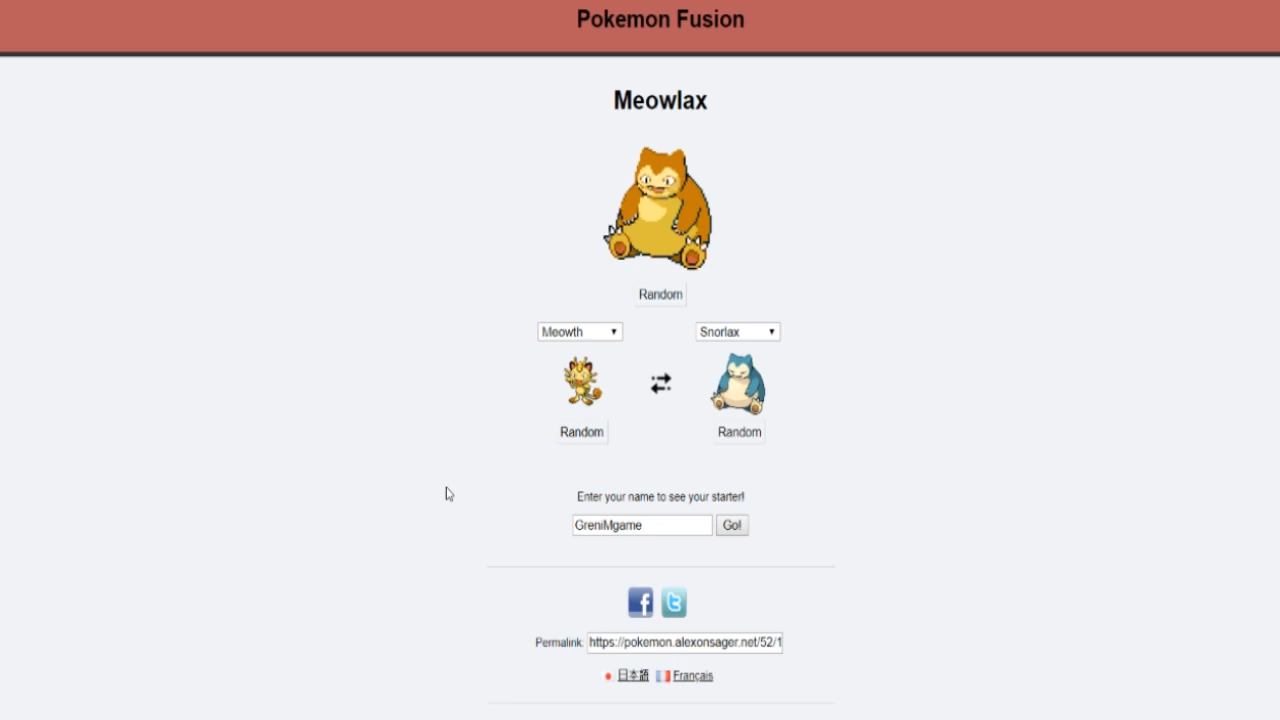 Pokemon Fusion
Meowlax
Random
Meowth Snorlax
Random Random
Enter your name to see your starter!
GreniMgame Go!
Permalink: https://pokemon.alexonsager.net/52/1
日本語 Français